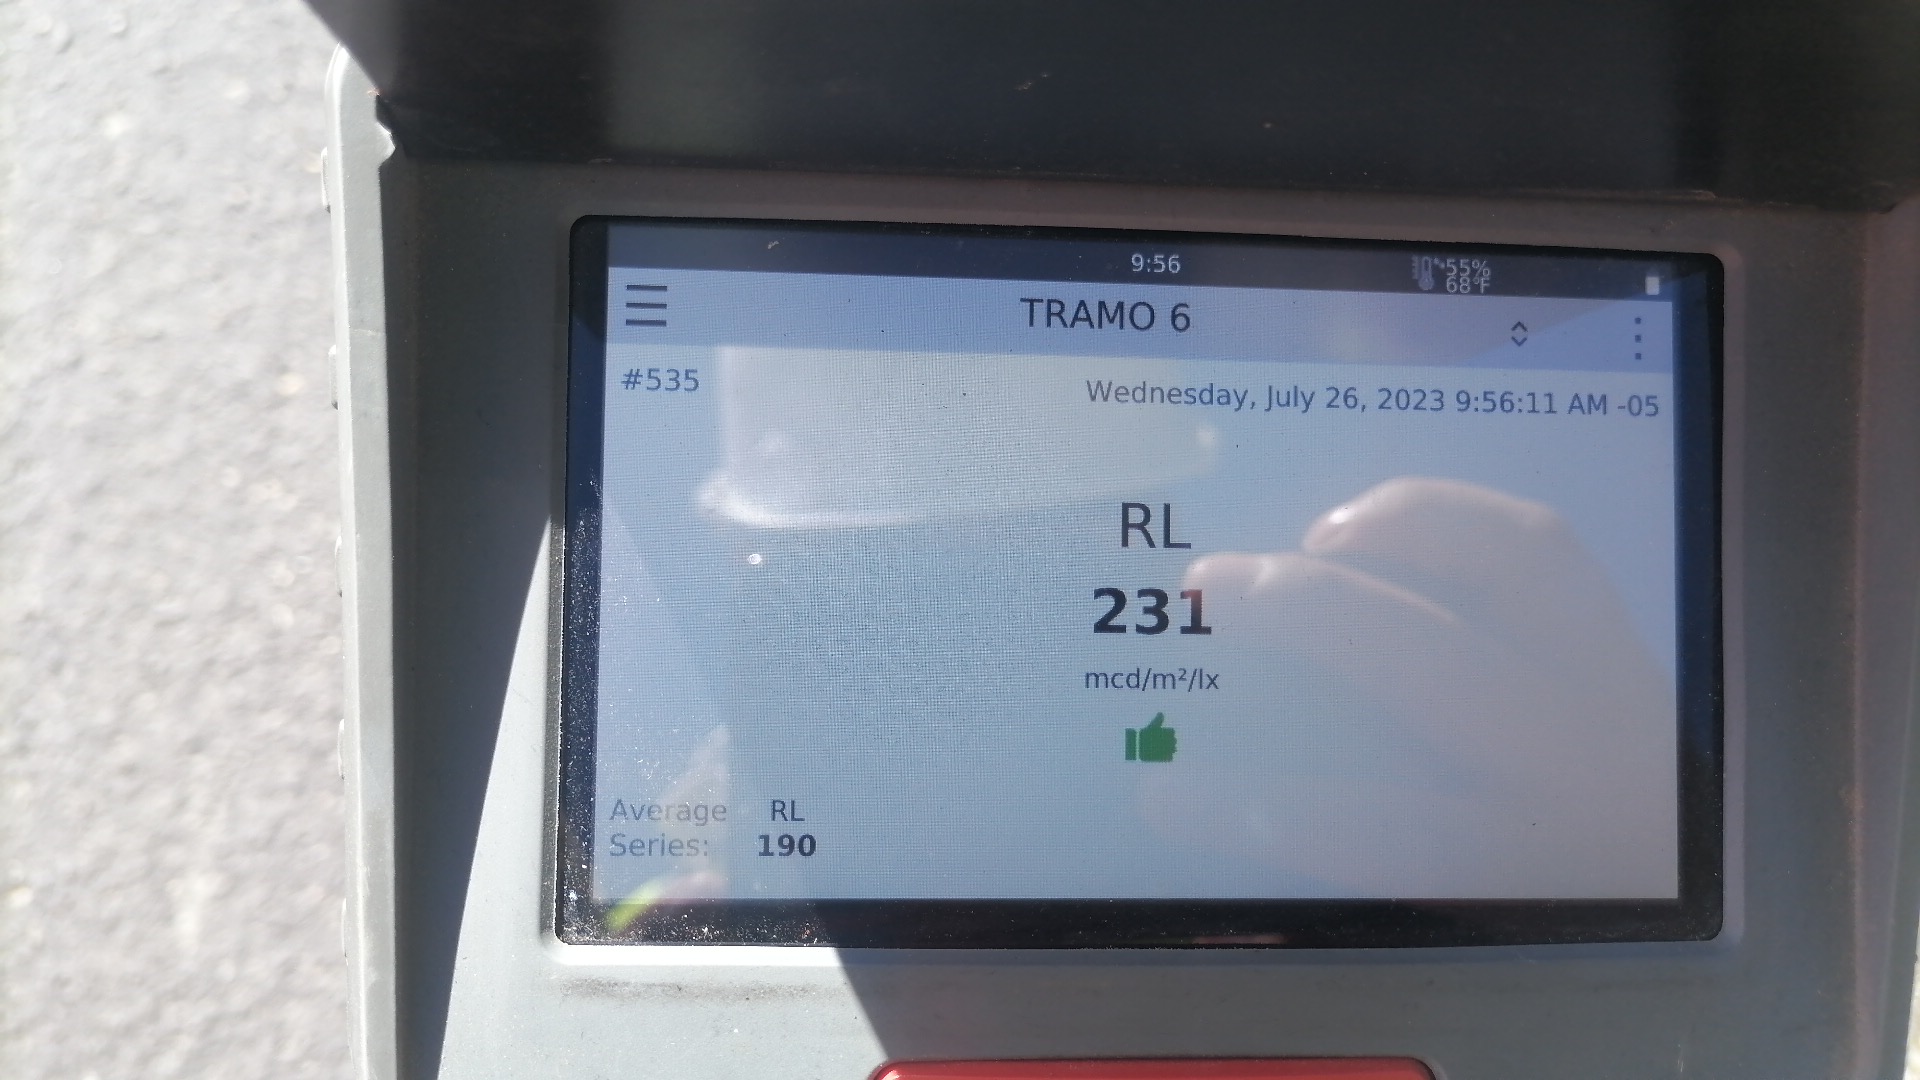 9:56
55%
68°F
TRAMO 6
#535
Wednesday, July 26, 2023 9:56:11 AM -05
RL
231
mcd/m²/lx
Average RL
Series: 190